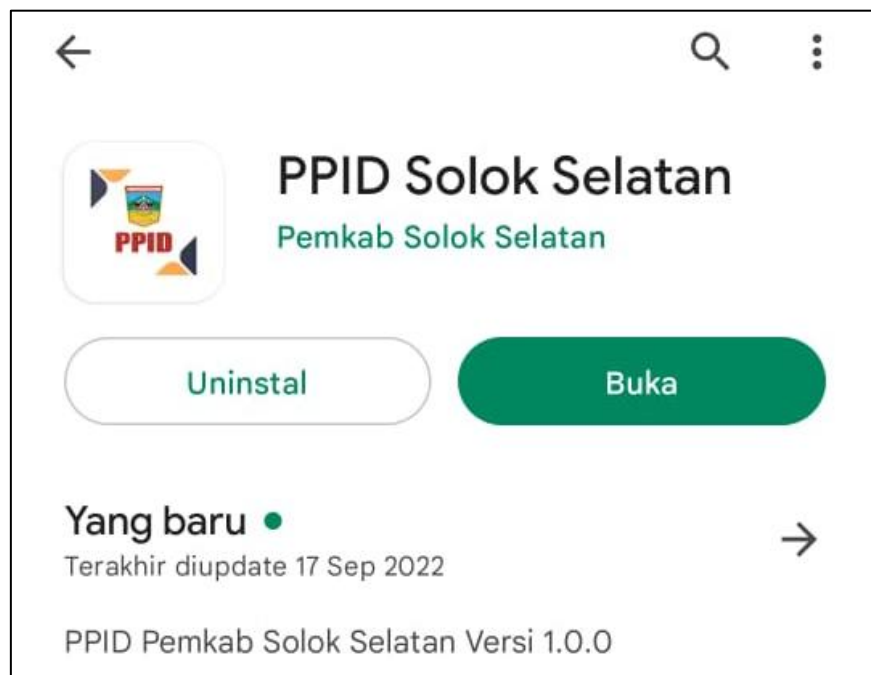 PPID Solok Selatan
Pemkab Solok Selatan
PPID
Uninstal
Buka
Yang baru
Terakhir diupdate 17 Sep 2022
PPID Pemkab Solok Selatan Versi 1.0.0